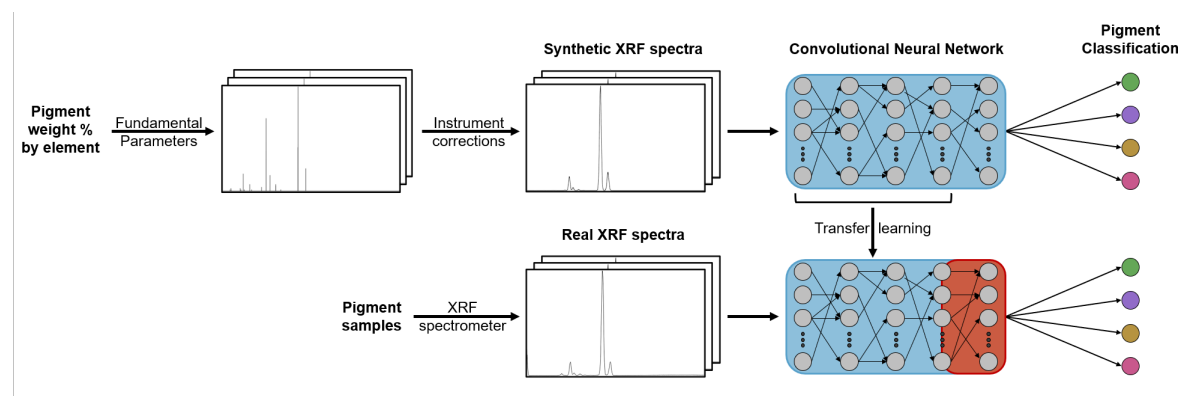 Pigment
Classification
Synthetic XRF spectra
Convolutional Neural Network
Pigment
weight %
by element
Fundamental
Parameters
Instrument
corrections
Transfer learning
Real XRF spectra
Pigment
samples
XRF
spectrometer